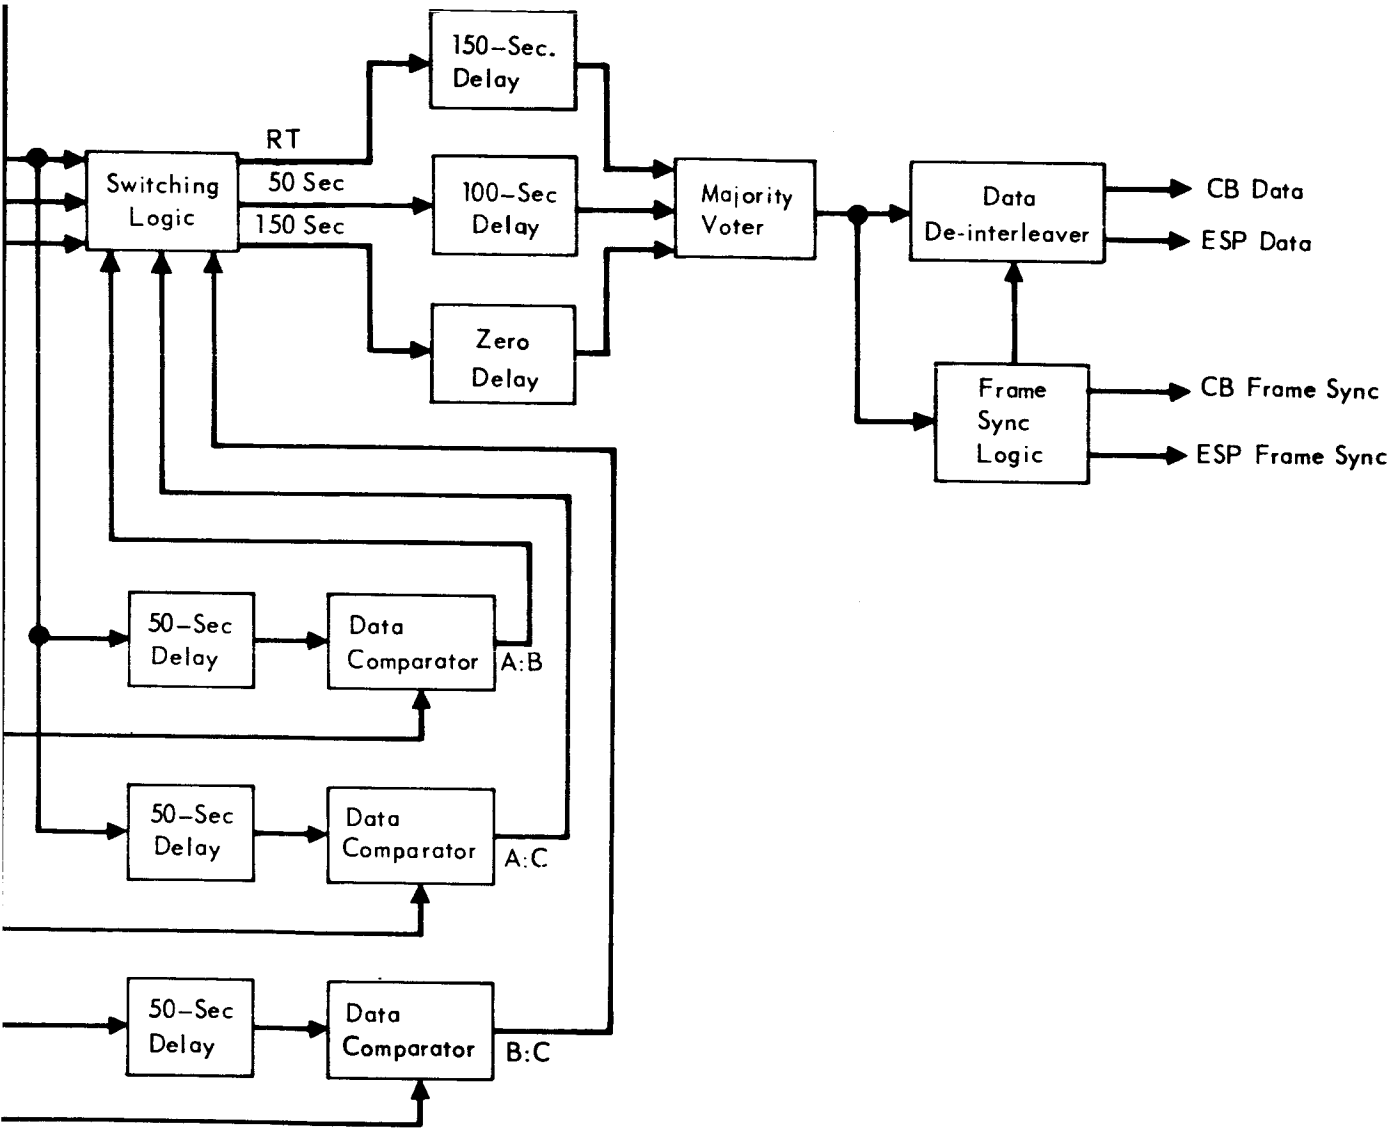 150-Sec.
Delay
RT
Switching
Logic
50 Sec
150 Sec
100-Sec
Delay
Zero
Delay
Majority
Voter
Data
De-interleaver
CB Data
ESP Data
Frame
Sync
Logic
CB Frame Sync
ESP Frame Sync
50-Sec
Delay
Data
Comparator
A:B
50-Sec
Delay
Data
Comparator
A:C
50-Sec
Delay
Data
Comparator
B:C